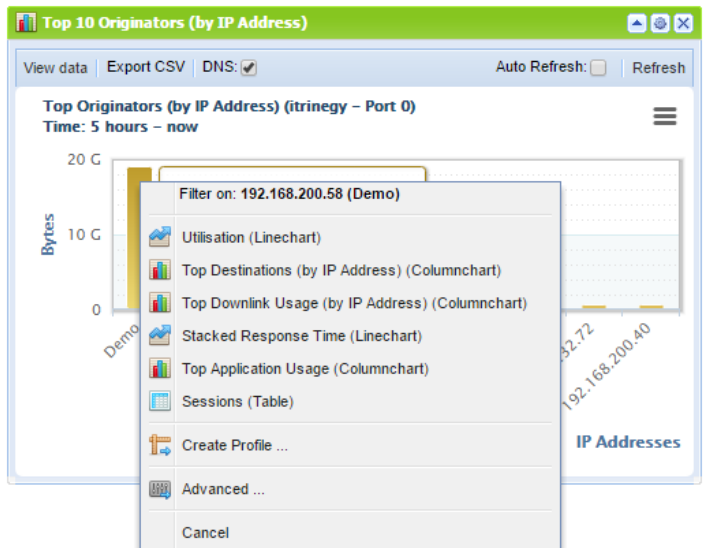 Top 10 Originators (by IP Address)
View data Export CSV DNS: Auto Refresh: Refresh
Top Originators (by IP Address) (itrinegy – Port 0)
Time: 5 hours – now
20 G
10 G
0
Bytes
Filter on: 192.168.200.58 (Demo)
Utilisation (Linechart)
Top Destinations (by IP Address) (Columnchart)
Top Downlink Usage (by IP Address) (Columnchart)
Stacked Response Time (Linechart)
Top Application Usage (Columnchart)
Sessions (Table)
Create Profile ...
Advanced ...
Cancel
Demo
32.72
192.168.200.40
IP Addresses